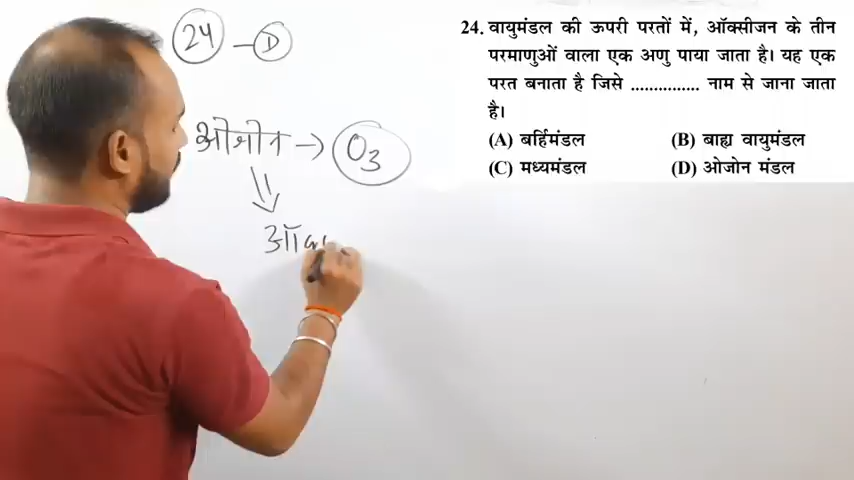 24 – D
ओजोन → O3
24. वायुमंडल की ऊपरी परतों में, ऑक्सीजन के तीन
परमाणुओं वाला एक अणु पाया जाता है। यह एक
परत बनाता है जिसे ............... नाम से जाना जाता
है।
(A) बर्हिमंडल (B) बाह्य वायुमंडल
(C) मध्यमंडल (D) ओजोन मंडल